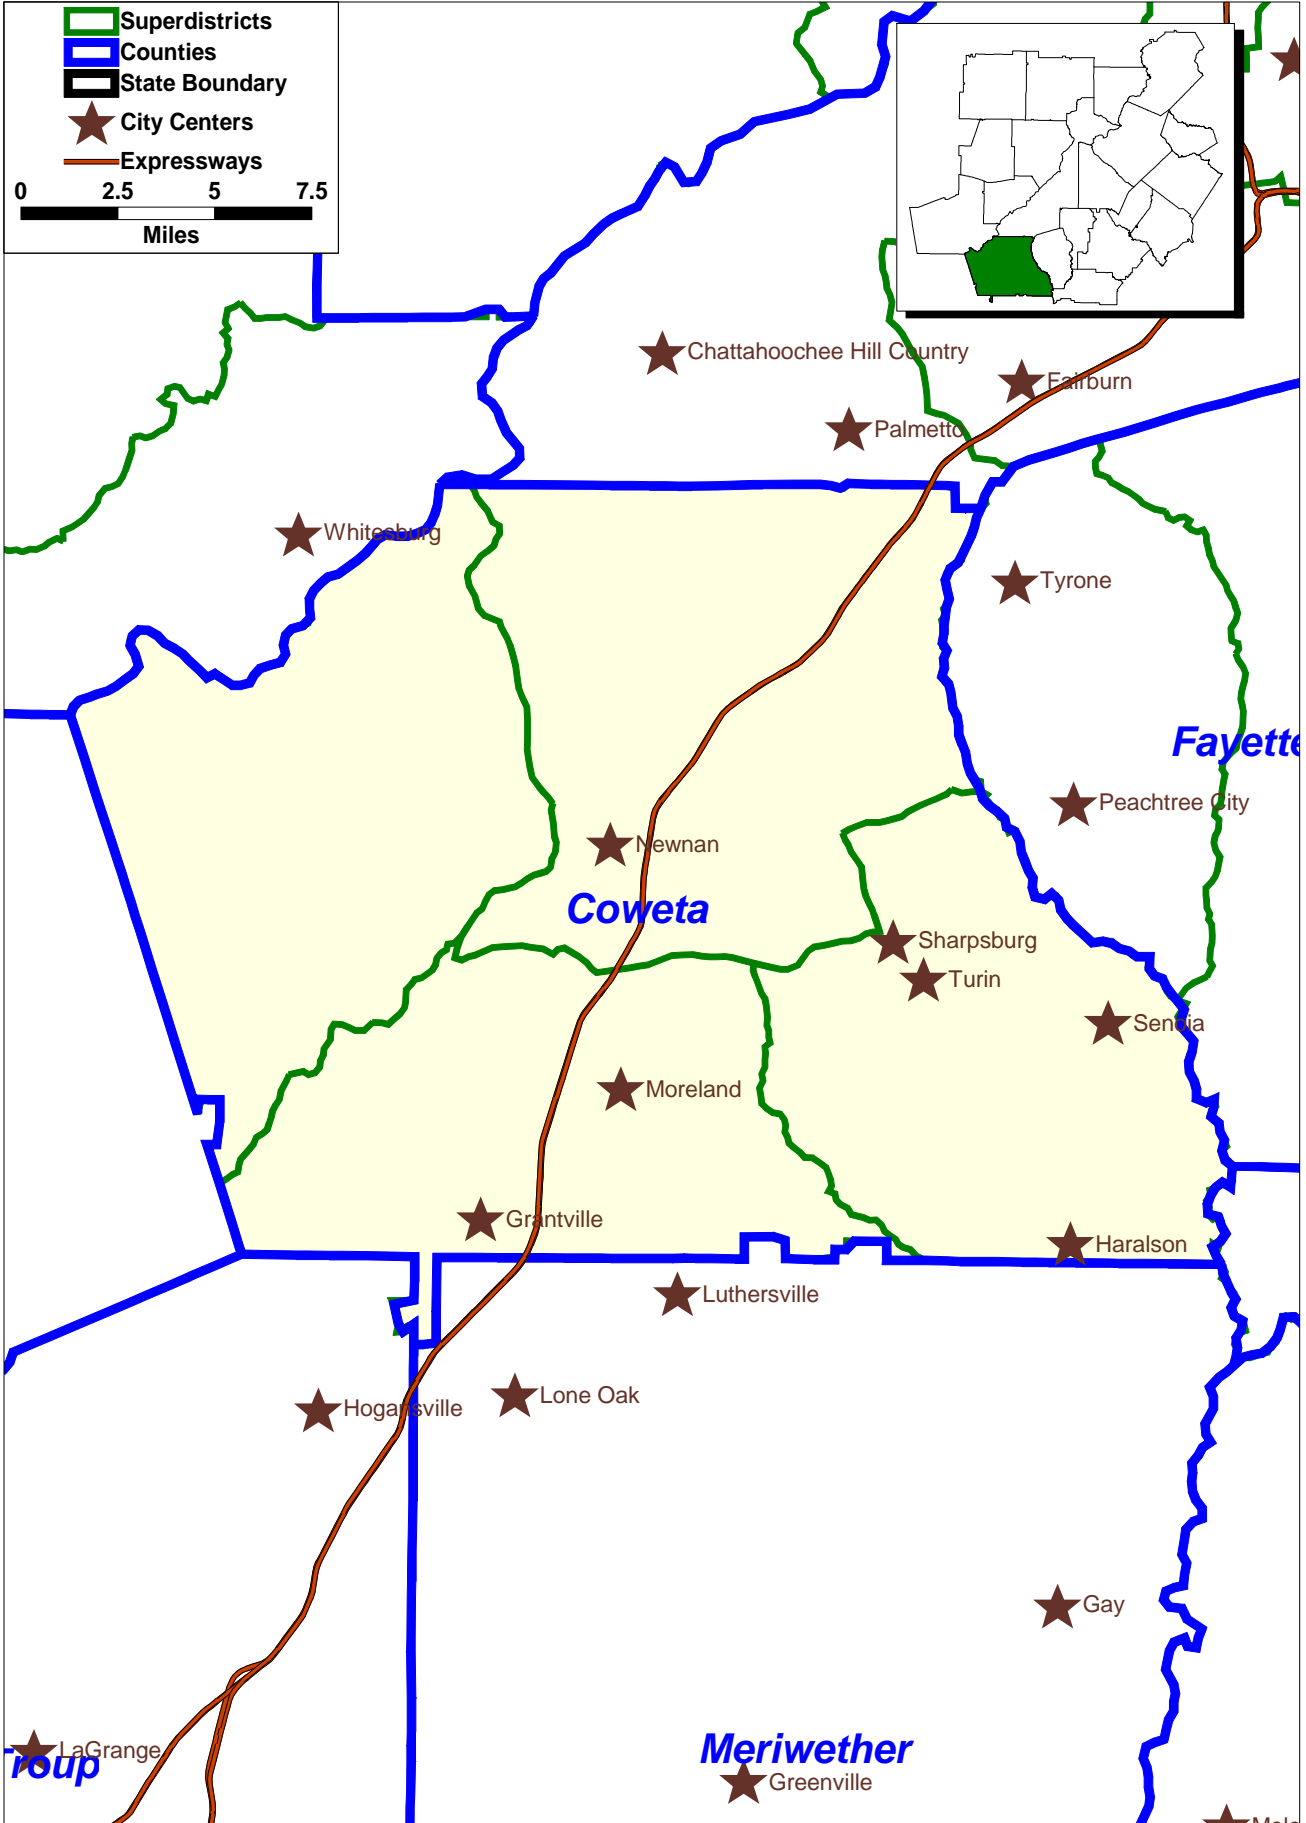 Superdistricts
Counties
State Boundary
City Centers
Expressways
0 2.5 5 7.5
Miles
Chattahoochee Hill Country
Fairburn
Palmetto
Whitesburg
Tyrone
Fayette
Peachtree City
Newnan
Coweta
Sharpsburg
Turin
Senoia
Moreland
Grantville
Haralson
Luthersville
Lone Oak
Hogansville
Gay
Meriwether
LaGrange
roup
Greenville